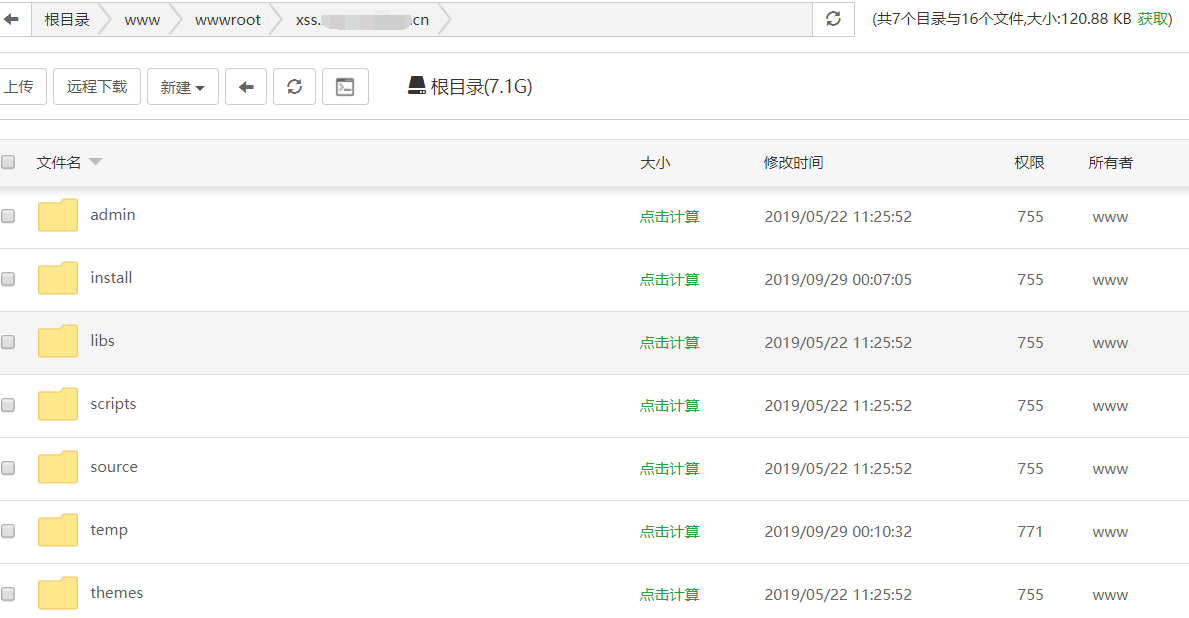 根目录 www wwwroot xss. .cn (共7个目录与16个文件,大小:120.88 KB 获取)
上传 远程下载 新建 根目录(7.1G)
文件名 大小 修改时间 权限 所有者
admin 点击计算 2019/05/22 11:25:52 755 www
install 点击计算 2019/09/29 00:07:05 755 www
libs 点击计算 2019/05/22 11:25:52 755 www
scripts 点击计算 2019/05/22 11:25:52 755 www
source 点击计算 2019/05/22 11:25:52 755 www
temp 点击计算 2019/09/29 00:10:32 771 www
themes 点击计算 2019/05/22 11:25:52 755 www